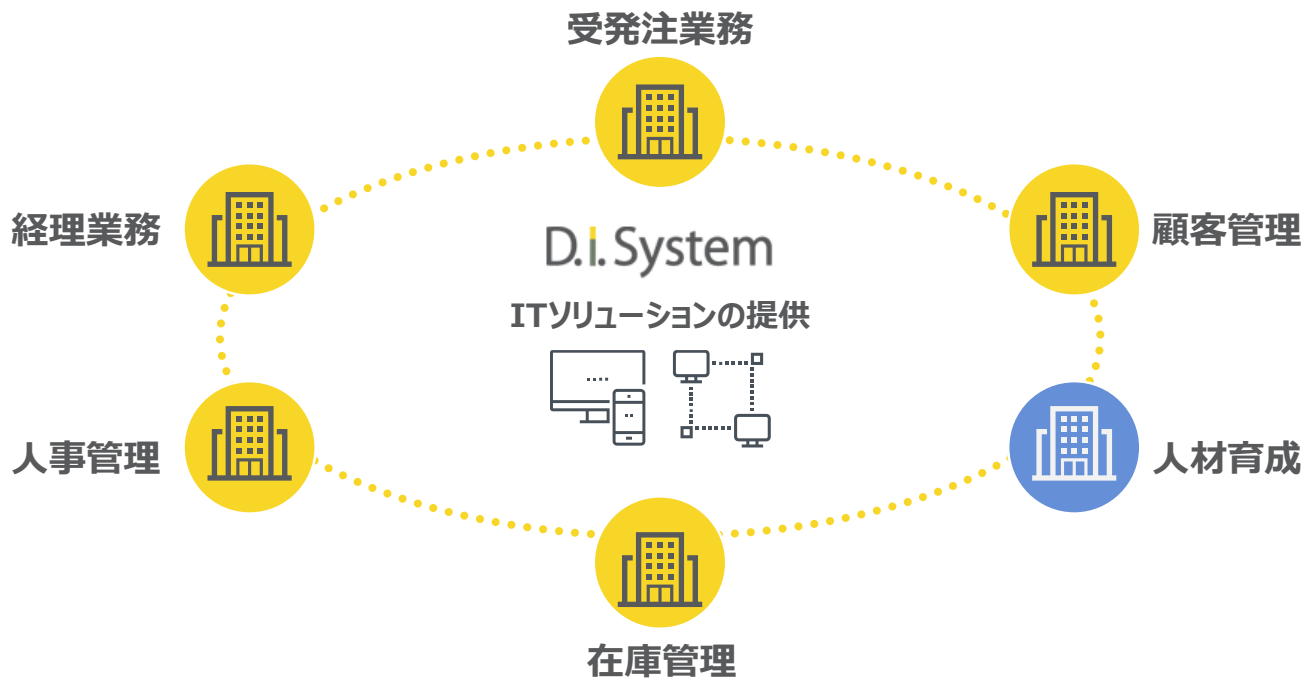 受発注業務
経理業務
顧客管理
D.I.System
ITソリューションの提供
人事管理
人材育成
在庫管理